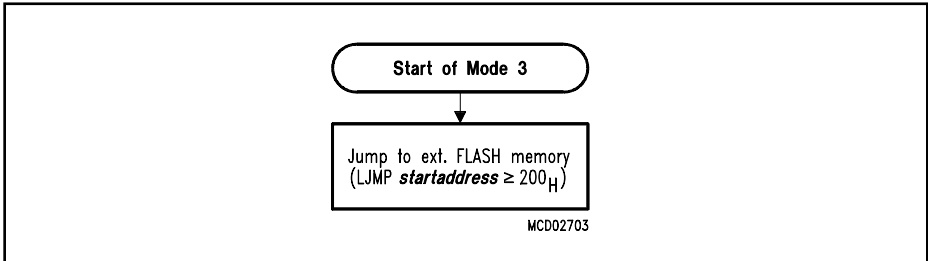 Start of Mode 3
Jump to ext. FLASH memory
(LJMP startaddress ≥ 200H)
MCD02703